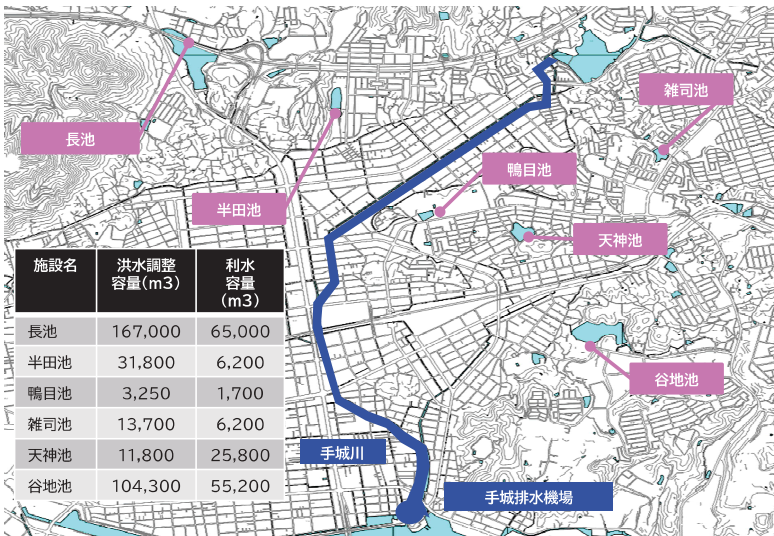 雑司池
長池
鴨目池
半田池
天神池
施設名 洪水調整 利水
容量(m3) 容量
(m3)
長池 167,000 65,000
半田池 31,800 6,200
鴨目池 3,250 1,700
雑司池 13,700 6,200
天神池 11,800 25,800
谷地池 104,300 55,200
谷地池
手城川
手城排水機場